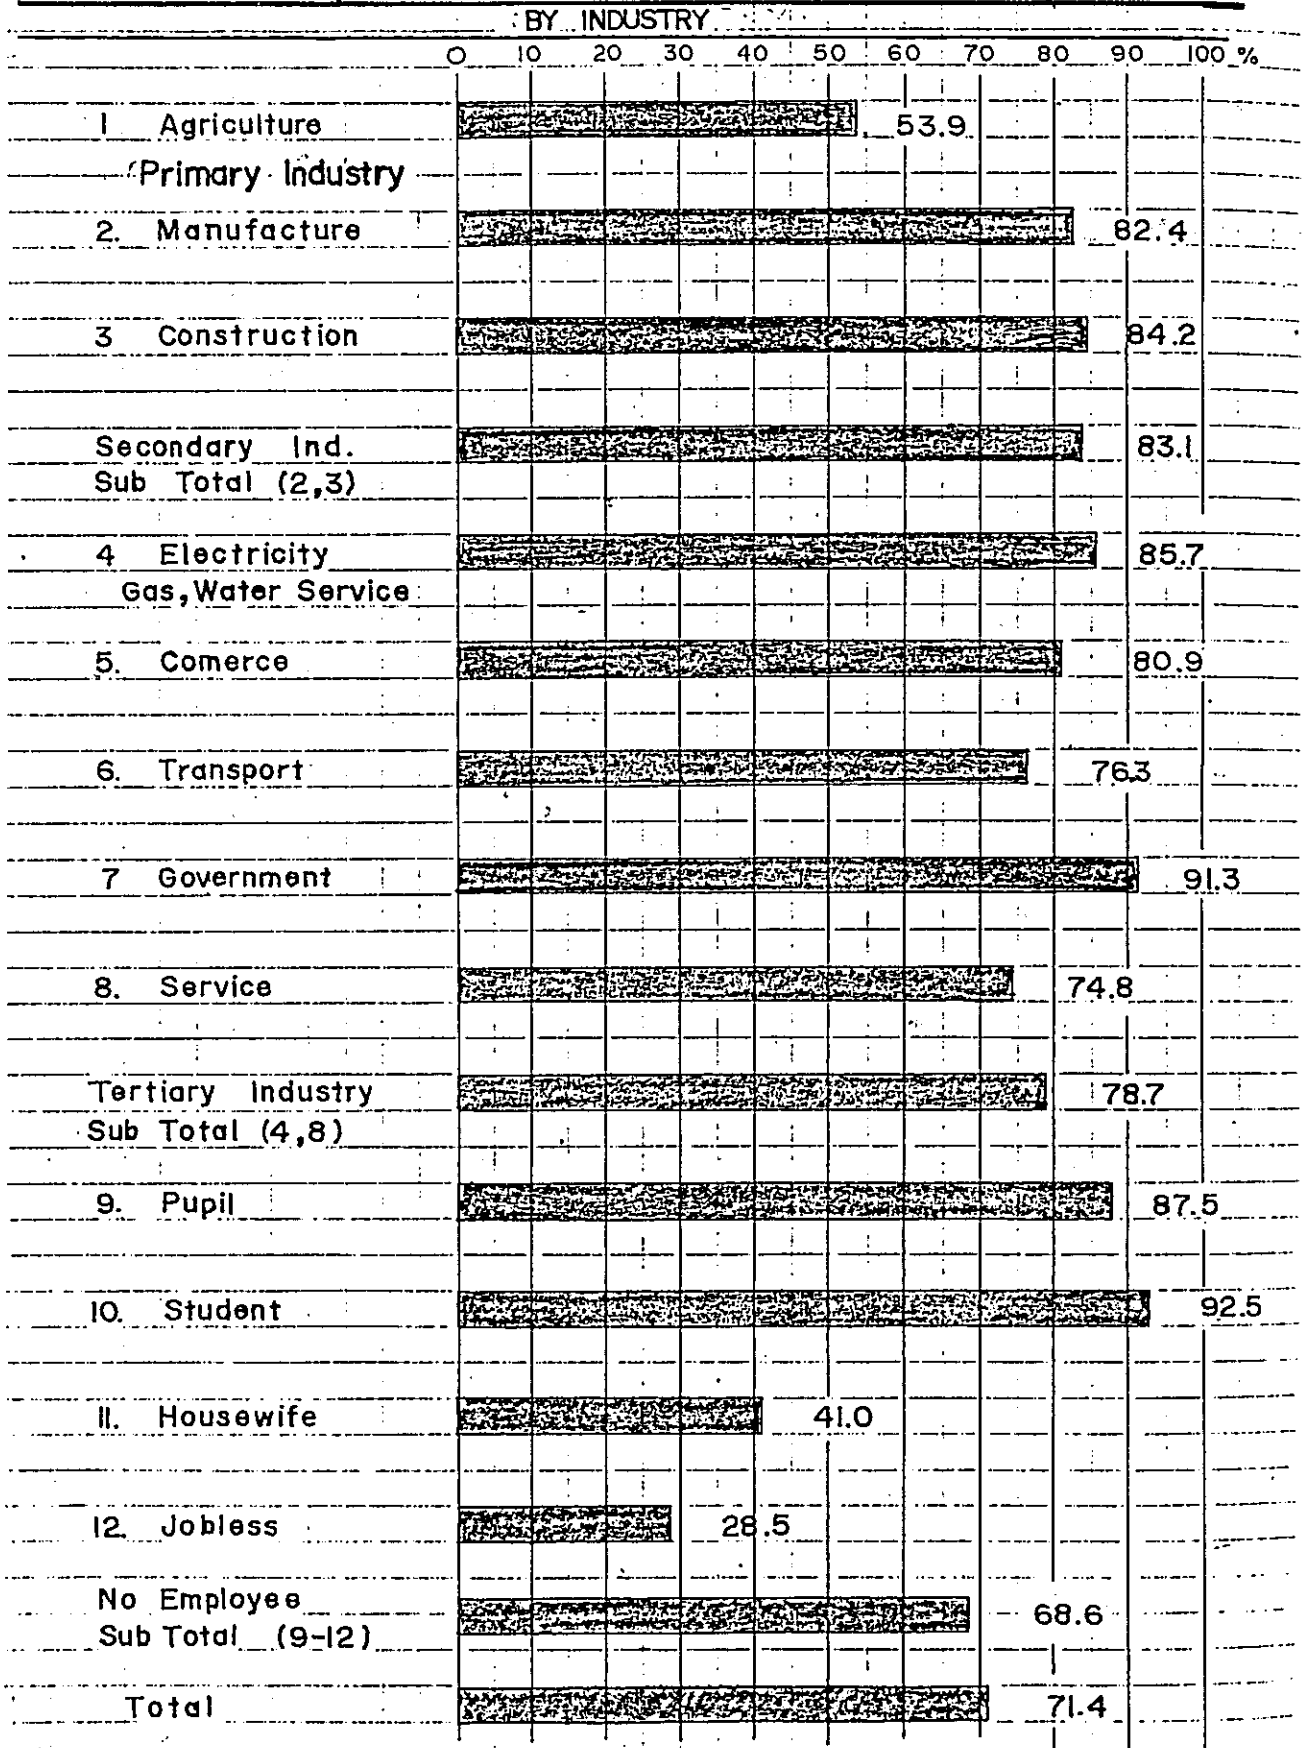 BY INDUSTRY
0 10 20 30 40 50 60 70 80 90 100 %
1 Agriculture 53.9
Primary Industry
2. Manufacture 82.4
3 Construction 84.2
Secondary Ind. 83.1
Sub Total (2,3)
4 Electricity 85.7
Gas, Water Service
5. Comerce 80.9
6. Transport 76.3
7 Government 91.3
8. Service 74.8
Tertiary Industry 78.7
Sub Total (4,8)
9. Pupil 87.5
10. Student 92.5
11. Housewife 41.0
12. Jobless 28.5
No Employee 68.6
Sub Total (9-12)
Total 71.4